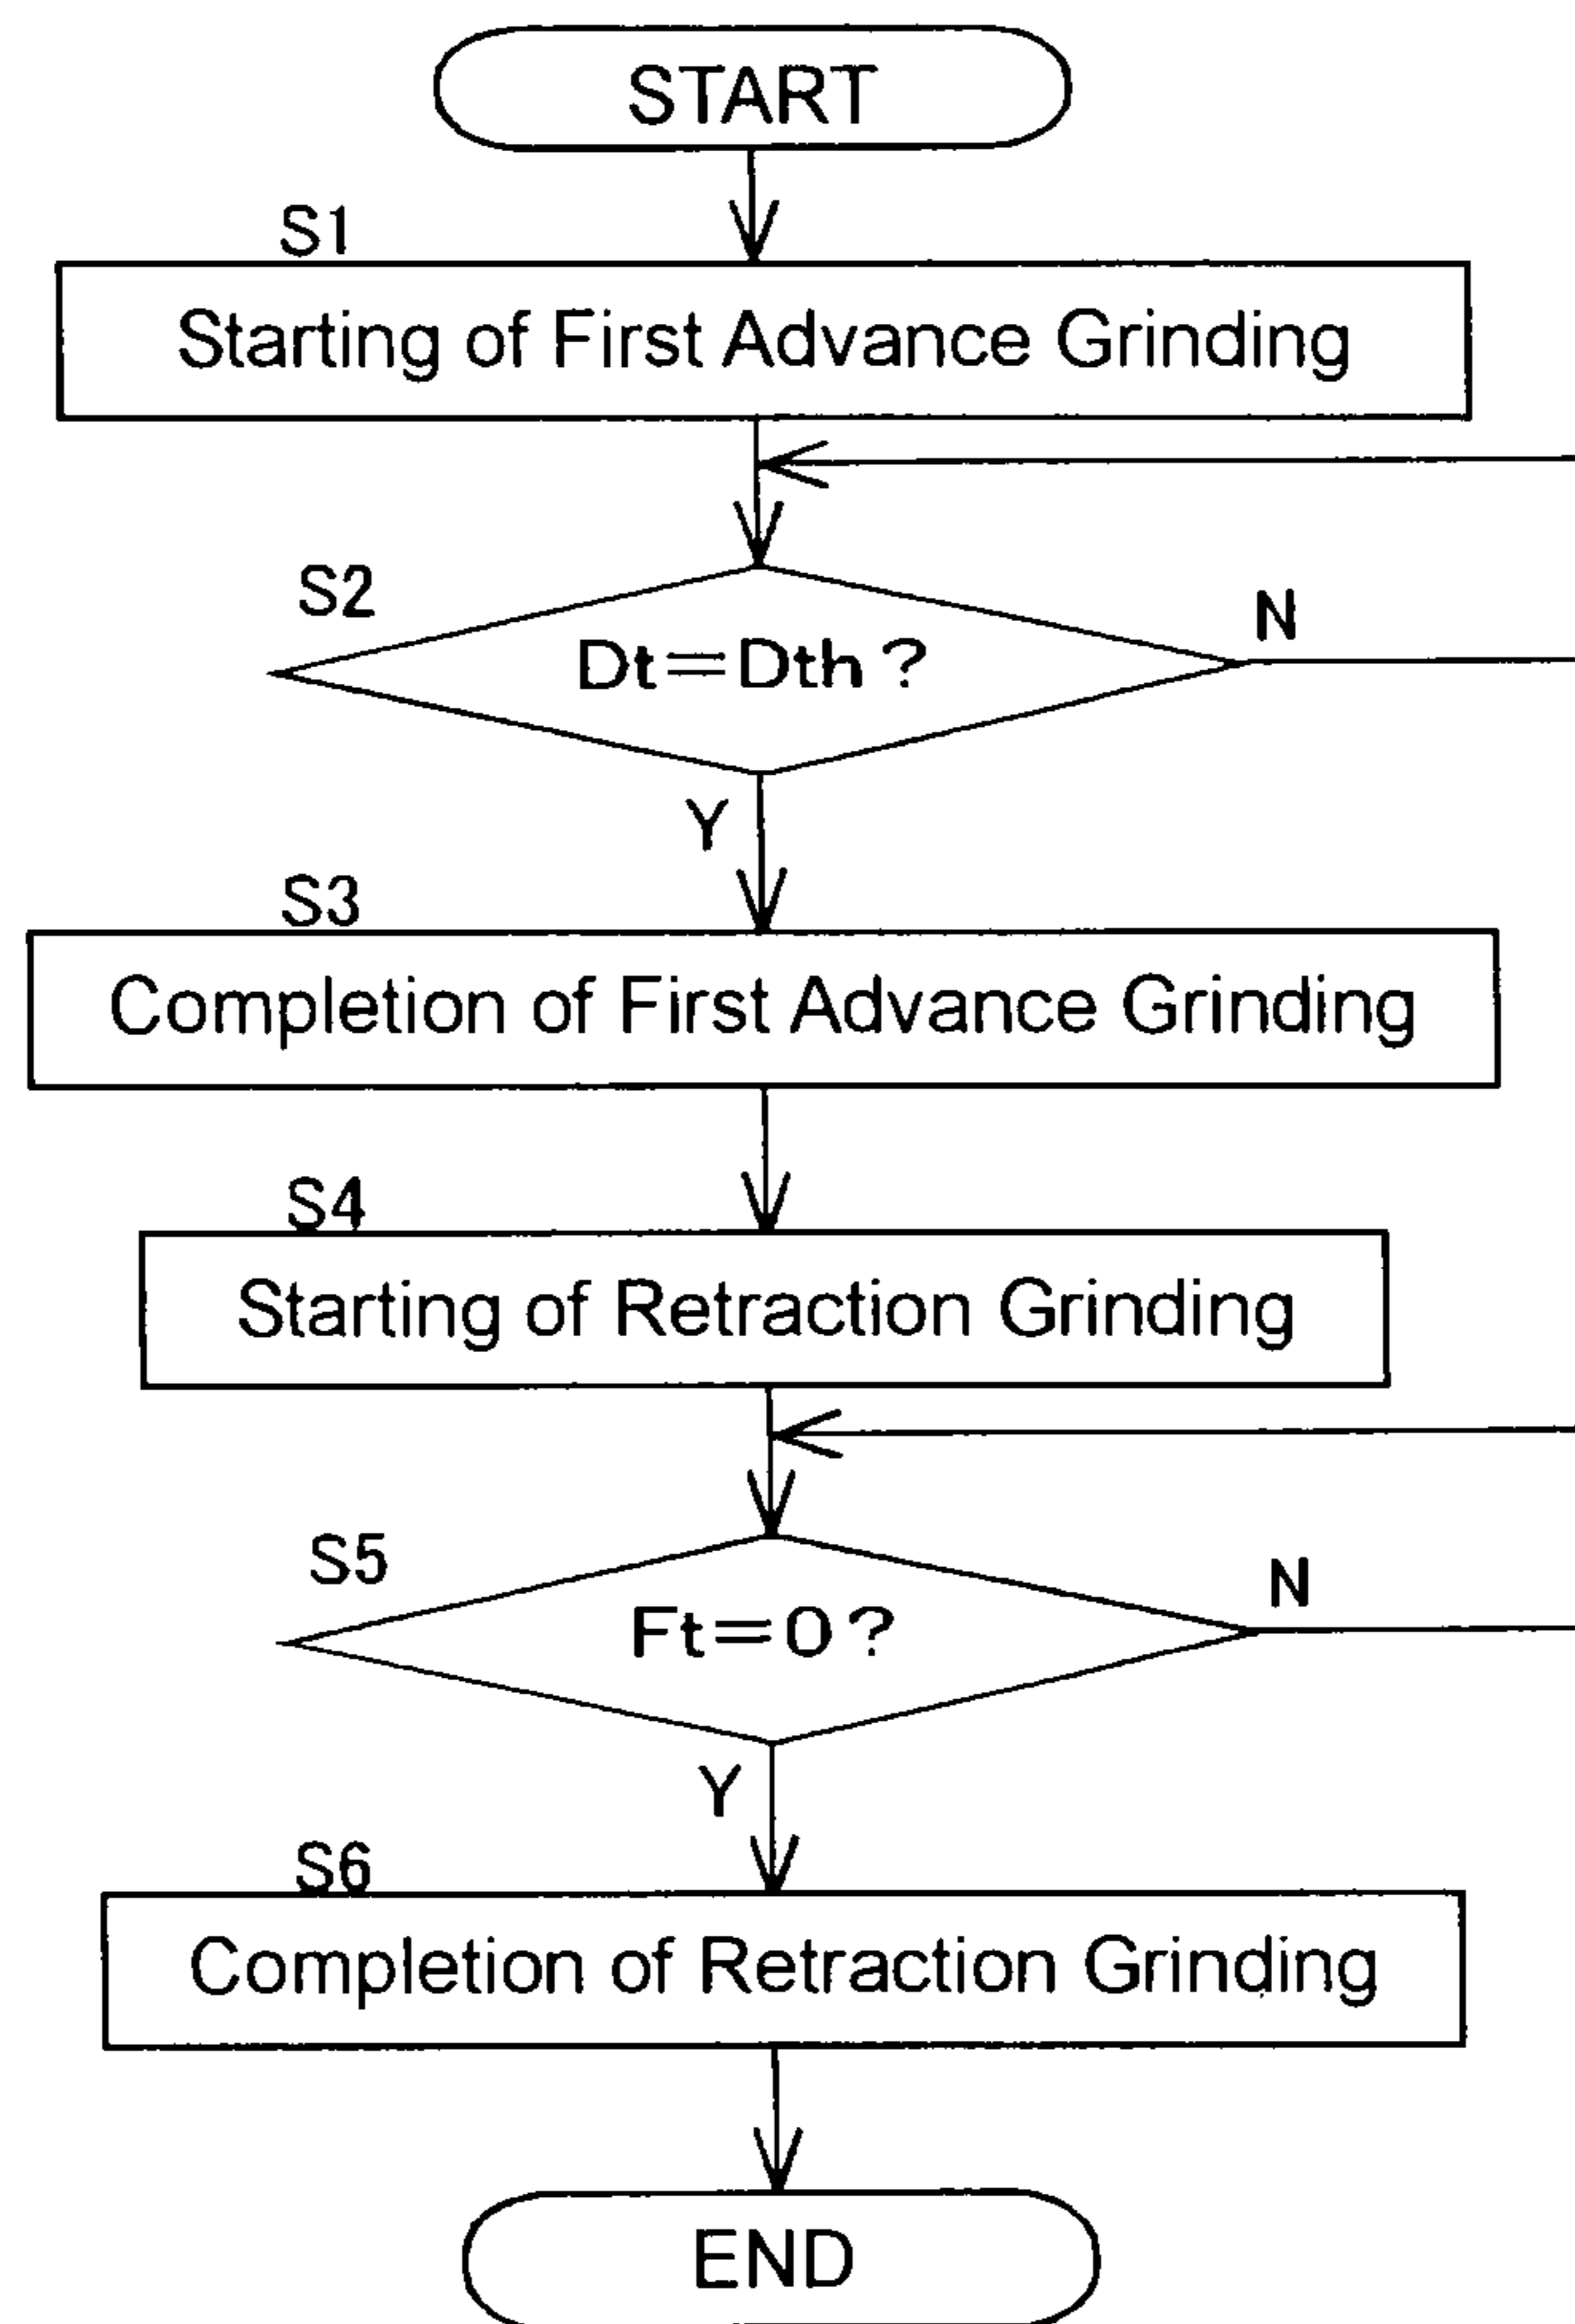 START
S1
Starting of First Advance Grinding
S2
Dt=Dth?
N
Y
S3
Completion of First Advance Grinding
S4
Starting of Retraction Grinding
S5
Ft=0?
N
Y
S6
Completion of Retraction Grinding
END